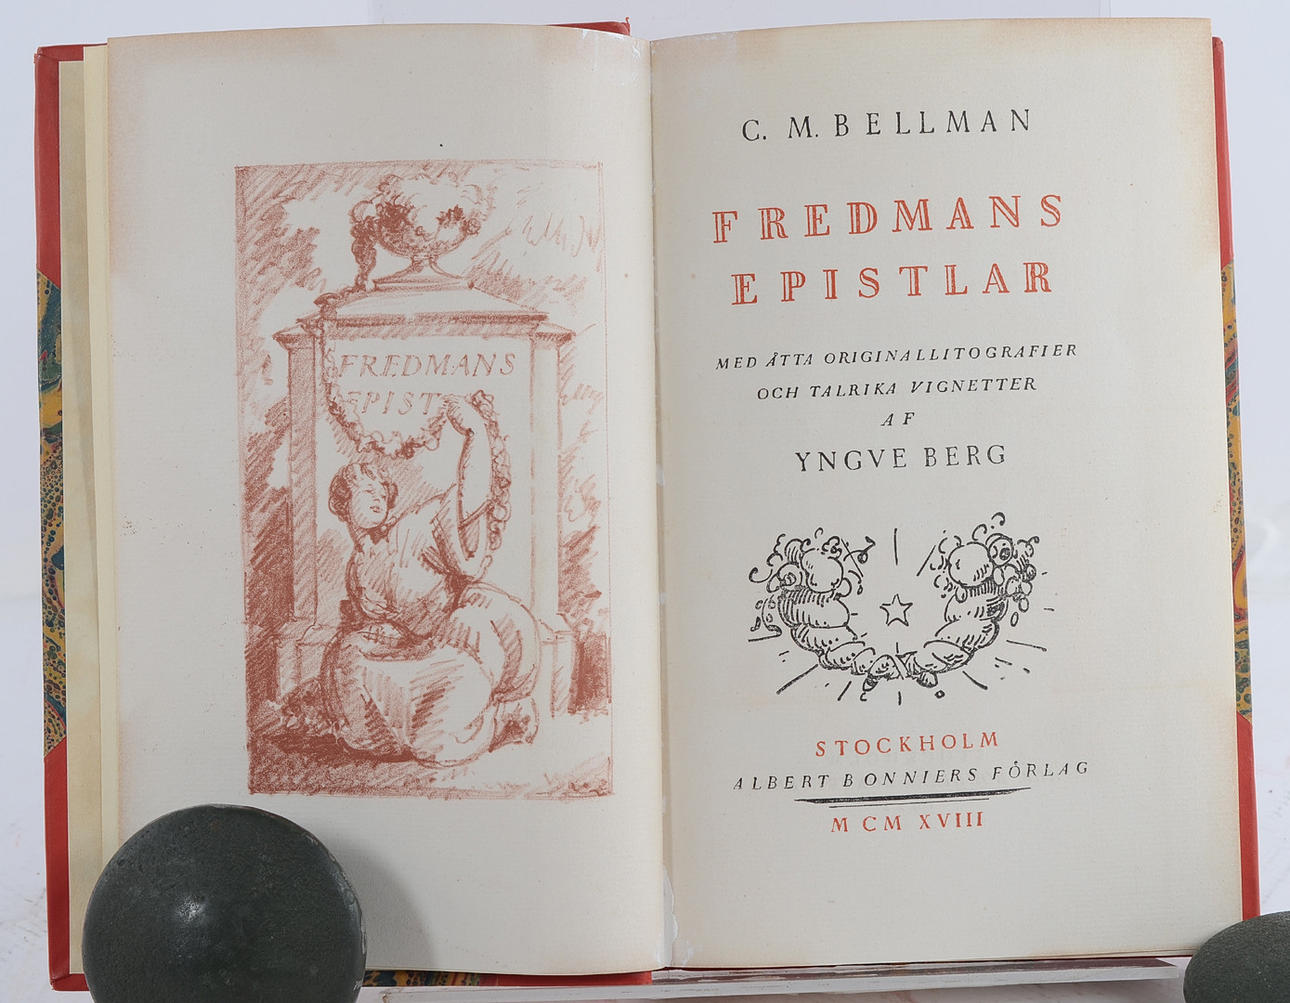 FREDMANS
EPIST
C. M. BELLMAN
FREDMANS
EPISTLAR
MED ÅTTA ORIGINALLITOGRAFIER
OCH TALRIKA VIGNETTER
AF
YNGVE BERG
STOCKHOLM
ALBERT BONNIERS FÖRLAG
M CM XVIII